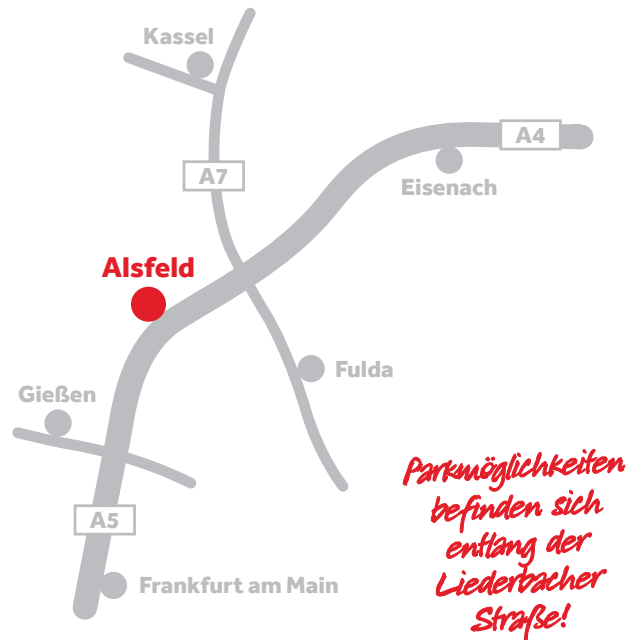 Kassel
A4
A7
Eisenach
Alsfeld
Fulda
Gießen
A5
Frankfurt am Main
Parkmöglichkeiten
befinden sich
entlang der
Liederbacher
Straße!